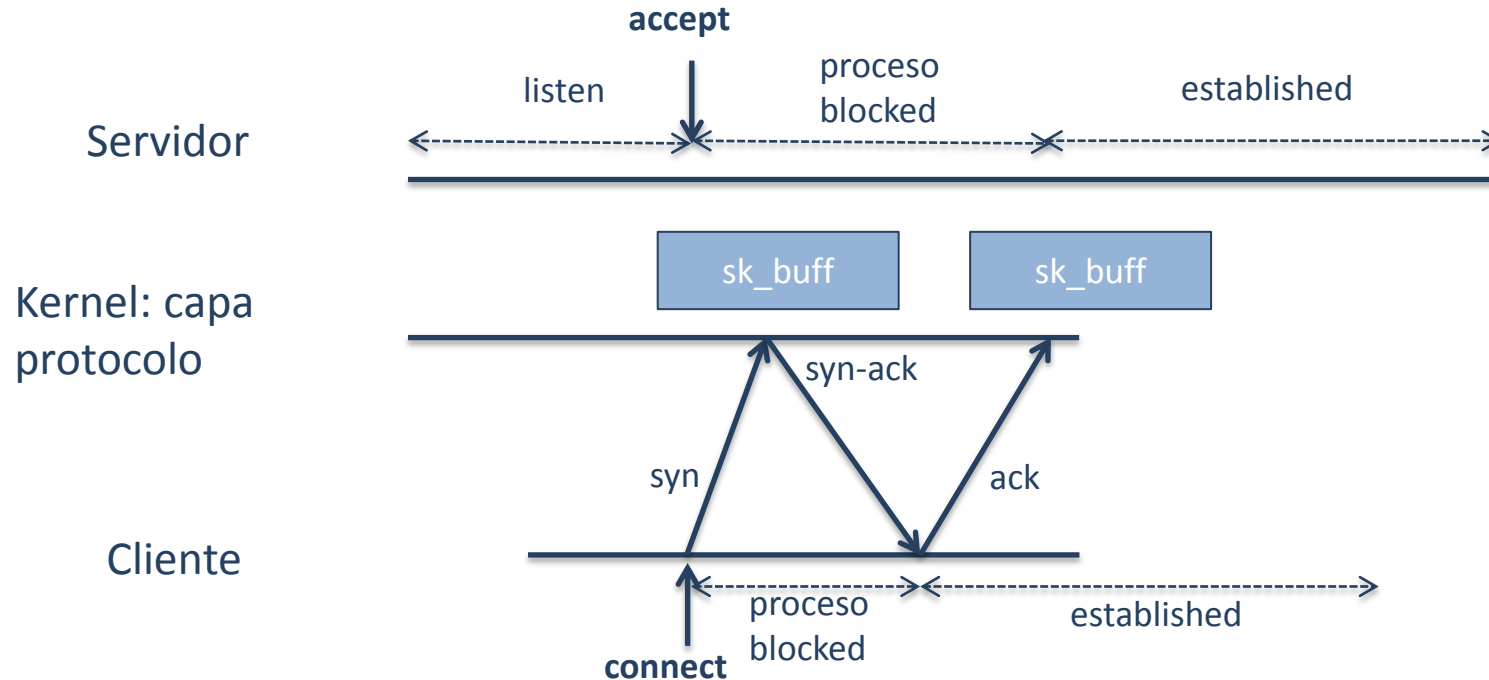 accept
listen
proceso
blocked
established
Servidor
sk_buff
sk_buff
Kernel: capa
protocolo
syn-ack
syn
ack
Cliente
proceso
blocked
established
connect